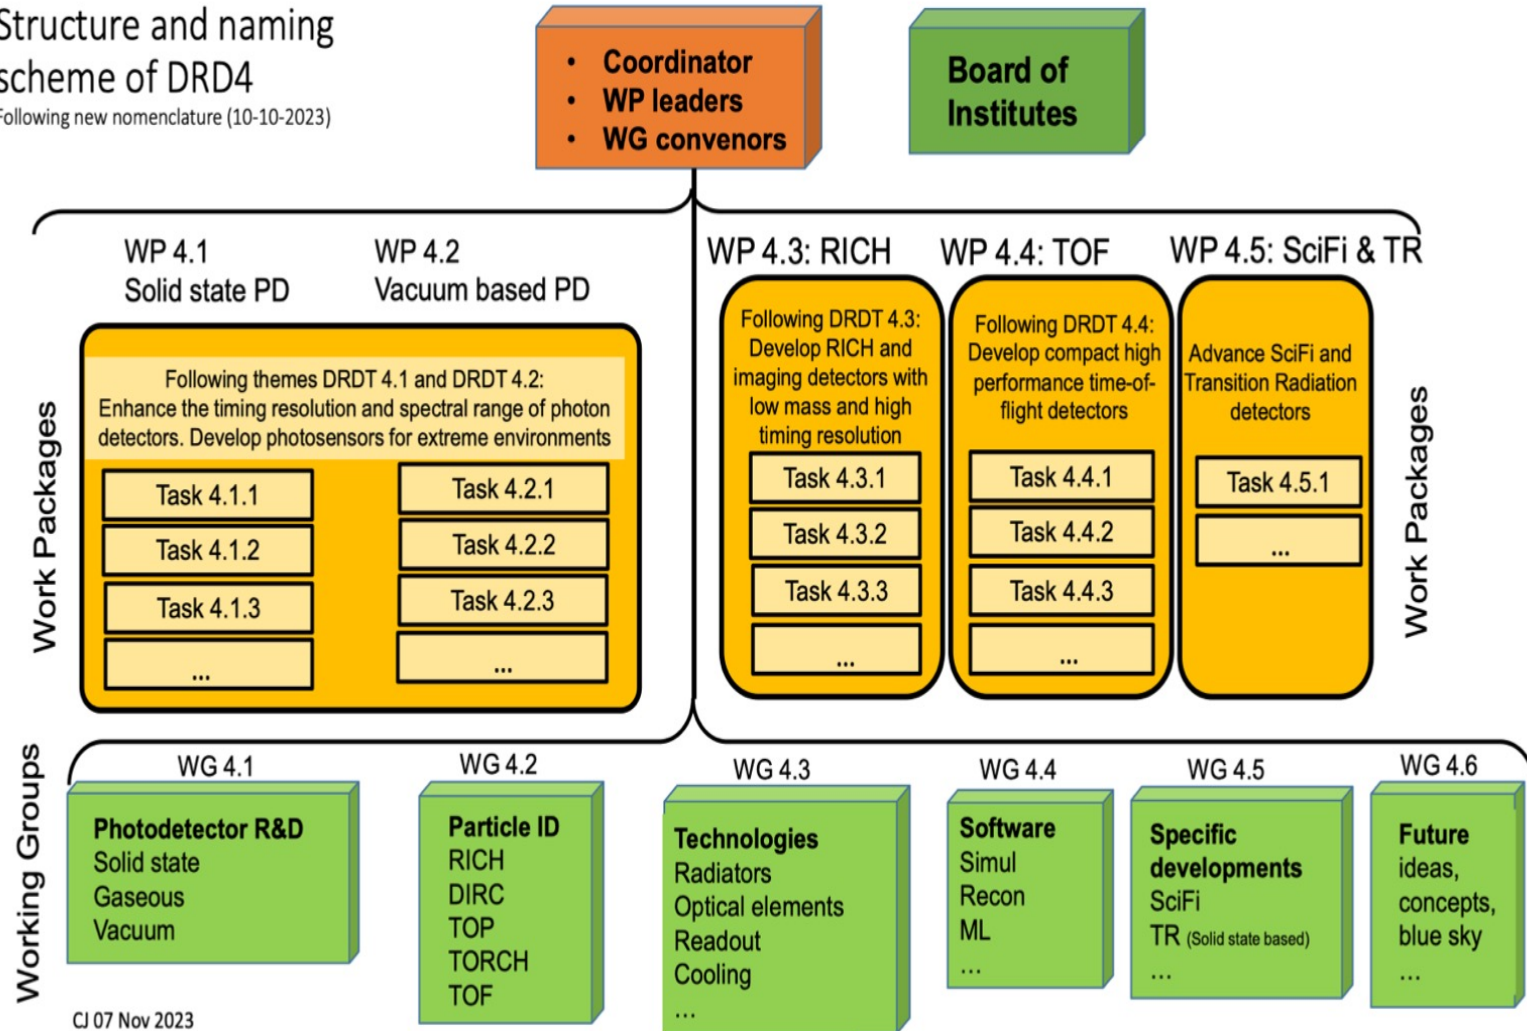 Structure and naming
scheme of DRD4
Following new nomenclature (10-10-2023)
• Coordinator
• WP leaders
• WG convenors
Board of
Institutes
WP 4.1
Solid state PD
WP 4.2
Vacuum based PD
WP 4.3: RICH
WP 4.4: TOF
WP 4.5: SciFi & TR
Work Packages
Following themes DRDT 4.1 and DRDT 4.2:
Enhance the timing resolution and spectral range of photon
detectors. Develop photosensors for extreme environments
Task 4.1.1
Task 4.1.2
Task 4.1.3
...
Task 4.2.1
Task 4.2.2
Task 4.2.3
...
Following DRDT 4.3:
Develop RICH and
imaging detectors with
low mass and high
timing resolution
Task 4.3.1
Task 4.3.2
Task 4.3.3
...
Following DRDT 4.4:
Develop compact high
performance time-of-
flight detectors
Task 4.4.1
Task 4.4.2
Task 4.4.3
...
Advance SciFi and
Transition Radiation
detectors
Task 4.5.1
...
Work Packages
Working Groups
WG 4.1
Photodetector R&D
Solid state
Gaseous
Vacuum
WG 4.2
Particle ID
RICH
DIRC
TOP
TORCH
TOF
WG 4.3
Technologies
Radiators
Optical elements
Readout
Cooling
...
WG 4.4
Software
Simul
Recon
ML
...
WG 4.5
Specific
developments
SciFi
TR (Solid state based)
...
WG 4.6
Future
ideas,
concepts,
blue sky
...
CJ 07 Nov 2023